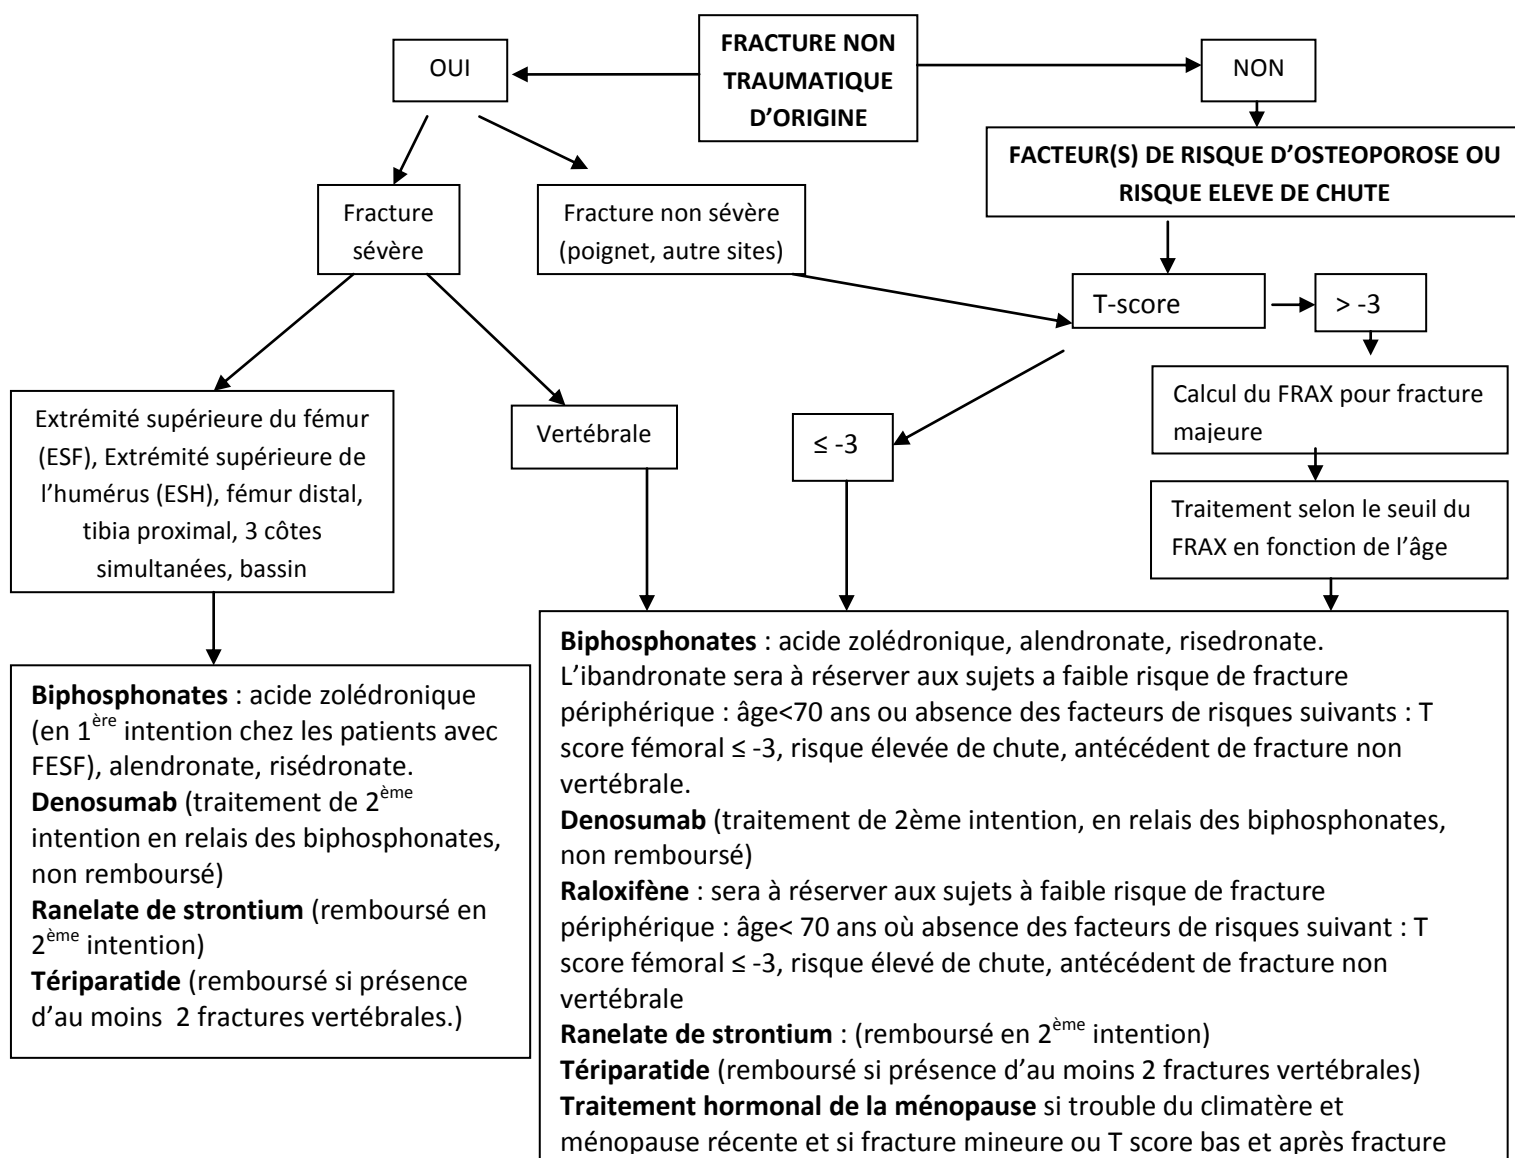 FRACTURE NON
TRAUMATIQUE
D’ORIGINE
OUI
NON
FACTEUR(S) DE RISQUE D’OSTEOPOROSE OU
RISQUE ELEVE DE CHUTE
Fracture
sévère
Fracture non sévère
(poignet, autre sites)
T-score
> -3
Extrémité supérieure du fémur
(ESF), Extrémité supérieure de
l’humérus (ESH), fémur distal,
tibia proximal, 3 côtes
simultanées, bassin
Vertébrale
≤ -3
Calcul du FRAX pour fracture
majeure
Traitement selon le seuil du
FRAX en fonction de l’âge
Biphosphonates : acide zolédronique
(en 1ère intention chez les patients avec
FESF), alendronate, risédronate.
Denosumab (traitement de 2ème
intention en relais des biphosphonates,
non remboursé)
Ranelate de strontium (remboursé en
2ème intention)
Tériparatide (remboursé si présence
d’au moins 2 fractures vertébrales.)
Biphosphonates : acide zolédronique, alendronate, risedronate.
L’ibandronate sera à réserver aux sujets a faible risque de fracture
périphérique : âge<70 ans ou absence des facteurs de risques suivants : T
score fémoral ≤ -3, risque élevée de chute, antécédent de fracture non
vertébrale.
Denosumab (traitement de 2ème intention, en relais des biphosphonates,
non remboursé)
Raloxifène : sera à réserver aux sujets à faible risque de fracture
périphérique : âge< 70 ans où absence des facteurs de risques suivant : T
score fémoral ≤ -3, risque élevé de chute, antécédent de fracture non
vertébrale
Ranelate de strontium : (remboursé en 2ème intention)
Tériparatide (remboursé si présence d’au moins 2 fractures vertébrales)
Traitement hormonal de la ménopause si trouble du climatère et
ménopause récente et si fracture mineure ou T score bas et après fracture